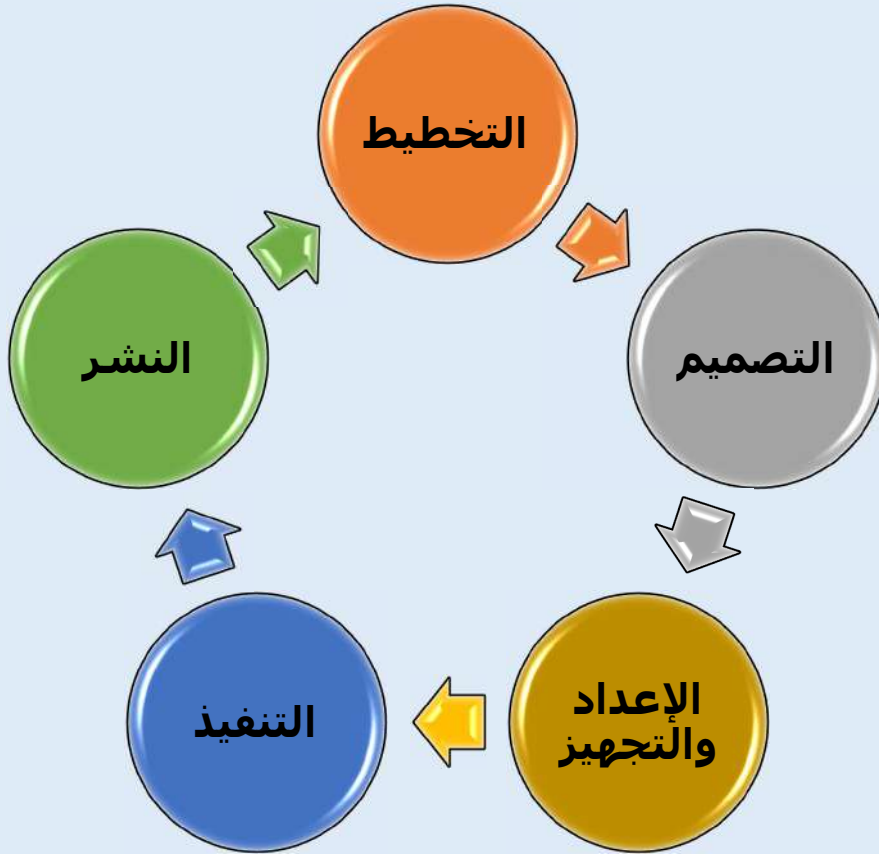 التخطيط
التصميم
الإعداد
والتجهيز
التنفيذ
النشر